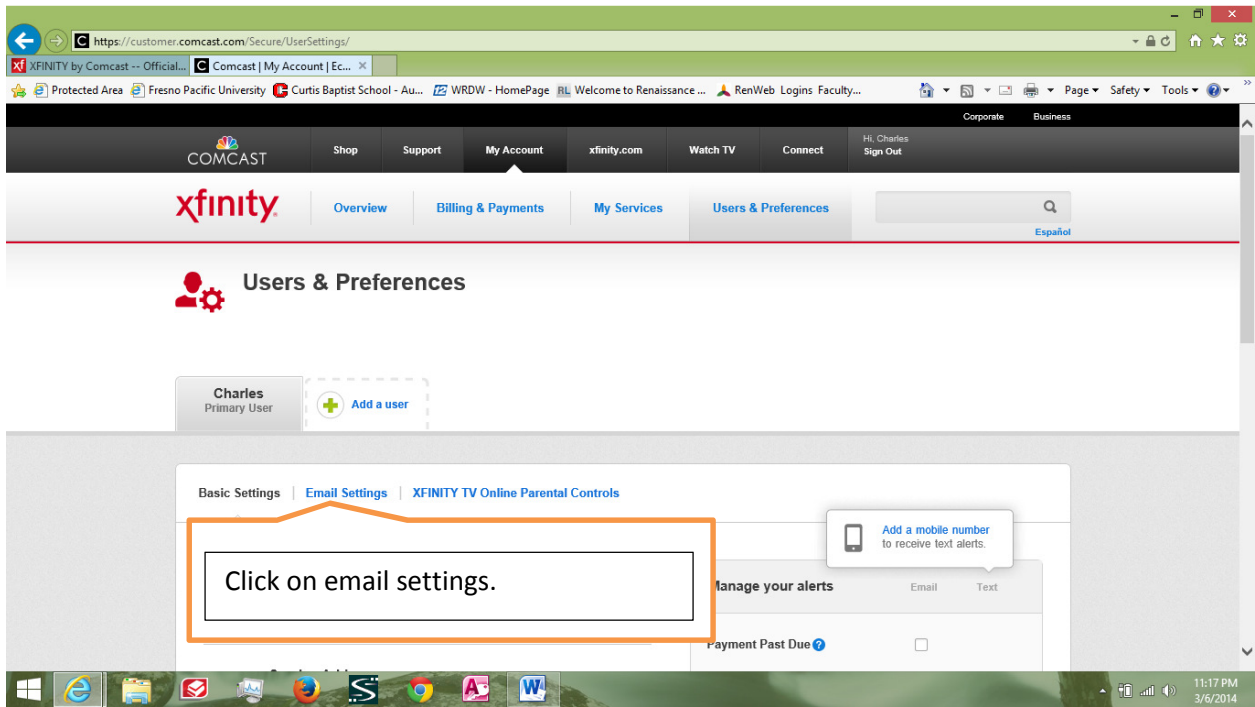 https://customer.comcast.com/Secure/UserSettings/
XFINITY by Comcast -- Official... Comcast | My Account | Ec...
Protected Area Fresno Pacific University Curtis Baptist School - Au... WRDW - HomePage Welcome to Renaissance ... RenWeb Logins Faculty... Page Safety Tools
Corporate Business
COMCAST Shop Support My Account xfinity.com Watch TV Connect Hi, Charles
Sign Out
xfinity. Overview Billing & Payments My Services Users & Preferences
Español
Users & Preferences
Charles
Primary User
Add a user
Basic Settings | Email Settings | XFINITY TV Online Parental Controls
Add a mobile number
to receive text alerts.
Click on email settings.
Manage your alerts Email Text
Payment Past Due
11:17 PM
3/6/2014